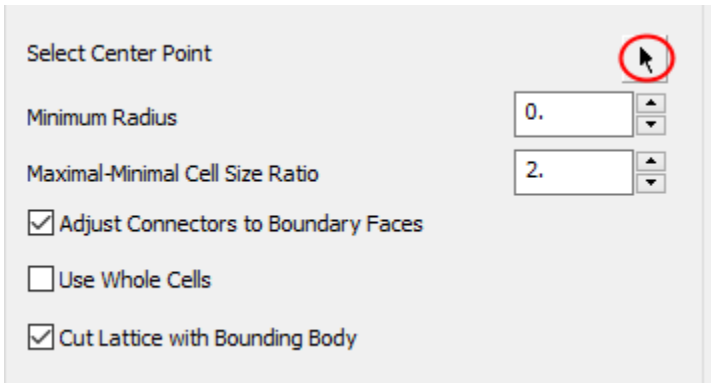 Select Center Point
Minimum Radius 0.
Maximal-Minimal Cell Size Ratio 2.
Adjust Connectors to Boundary Faces
Use Whole Cells
Cut Lattice with Bounding Body